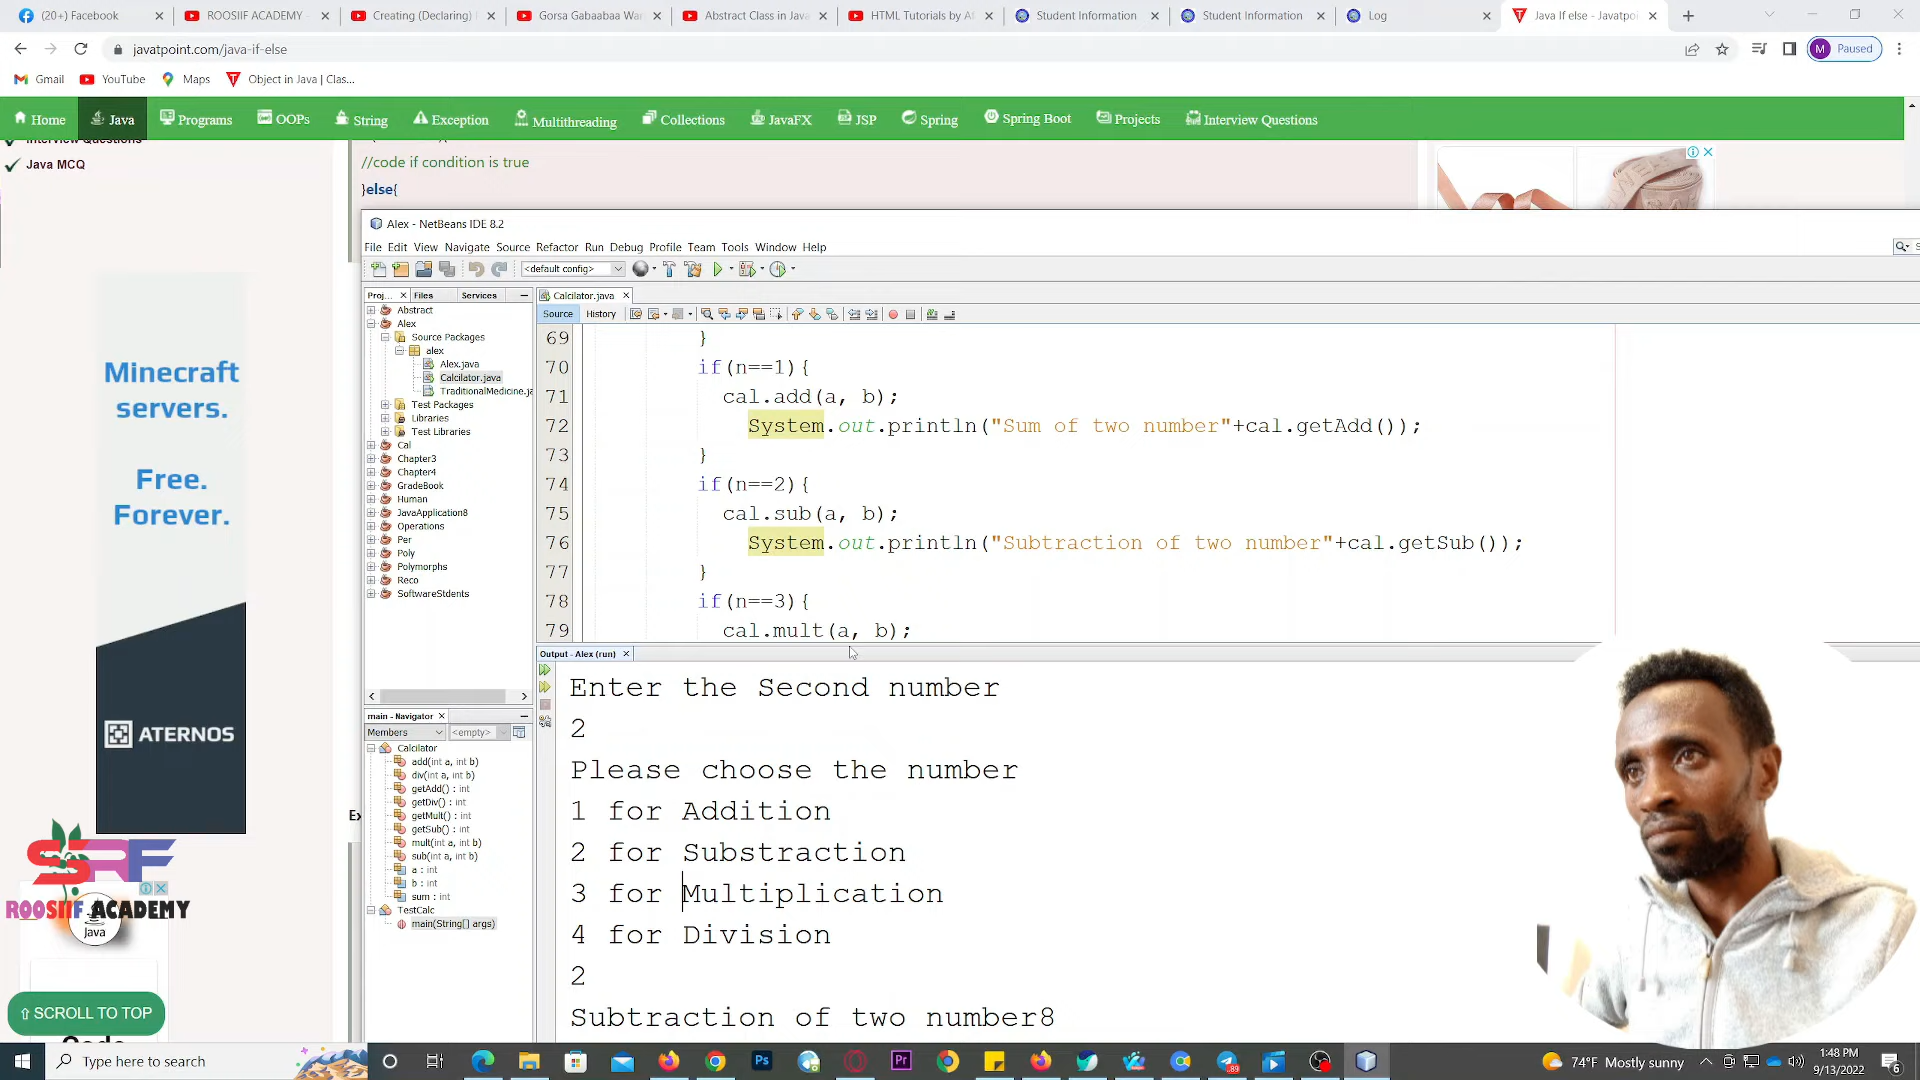 (20+) Facebook
ROOSIIF ACADEMY -
Creating (Declaring)
Gorsa Gabaabaa Wa
Abstract Class in Java
HTML Tutorials by A
Student Information
Student Information
Log
Java If else - Javatpo
javatpoint.com/java-if-else
M Paused
Gmail
YouTube
Maps
Object in Java | Clas...
Home
Java
Programs
OOPs
String
Exception
Multithreading
Collections
JavaFX
JSP
Spring
Spring Boot
Projects
Interview Questions
Interview Questions
Java MCQ
//code if condition is true
}else{
Minecraft
servers.
Free.
Forever.
ATERNOS
SRF
ROOSIIF ACADEMY
Java
SCROLL TO TOP
Code
Ex
Alex - NetBeans IDE 8.2
File Edit View Navigate Source Refactor Run Debug Profile Team Tools Window Help
<default config>
Proj...
Files
Services
Abstract
Alex
Source Packages
alex
Alex.java
Calcilator.java
TraditionalMedicine.ja
Test Packages
Libraries
Test Libraries
Cal
Chapter3
Chapter4
GradeBook
Human
JavaApplication8
Operations
Per
Poly
Polymorphs
Reco
SoftwareStdents
main - Navigator
Members
<empty>
Calcilator
add(int a, int b)
div(int a, int b)
getAdd() : int
getDiv() : int
getMult() : int
getSub() : int
mult(int a, int b)
sub(int a, int b)
a : int
b : int
sum : int
TestCalc
main(String[] args)
Calcilator.java
Source
History
69 }
70 if(n==1){
71 cal.add(a, b);
72 System.out.println("Sum of two number"+cal.getAdd());
73 }
74 if(n==2){
75 cal.sub(a, b);
76 System.out.println("Subtraction of two number"+cal.getSub());
77 }
78 if(n==3){
79 cal.mult(a, b);
Output - Alex (run)
Enter the Second number
2
Please choose the number
1 for Addition
2 for Substraction
3 for Multiplication
4 for Division
2
Subtraction of two number8
Type here to search
Ps
Pr
89
74°F Mostly sunny
1:48 PM
9/13/2022
6